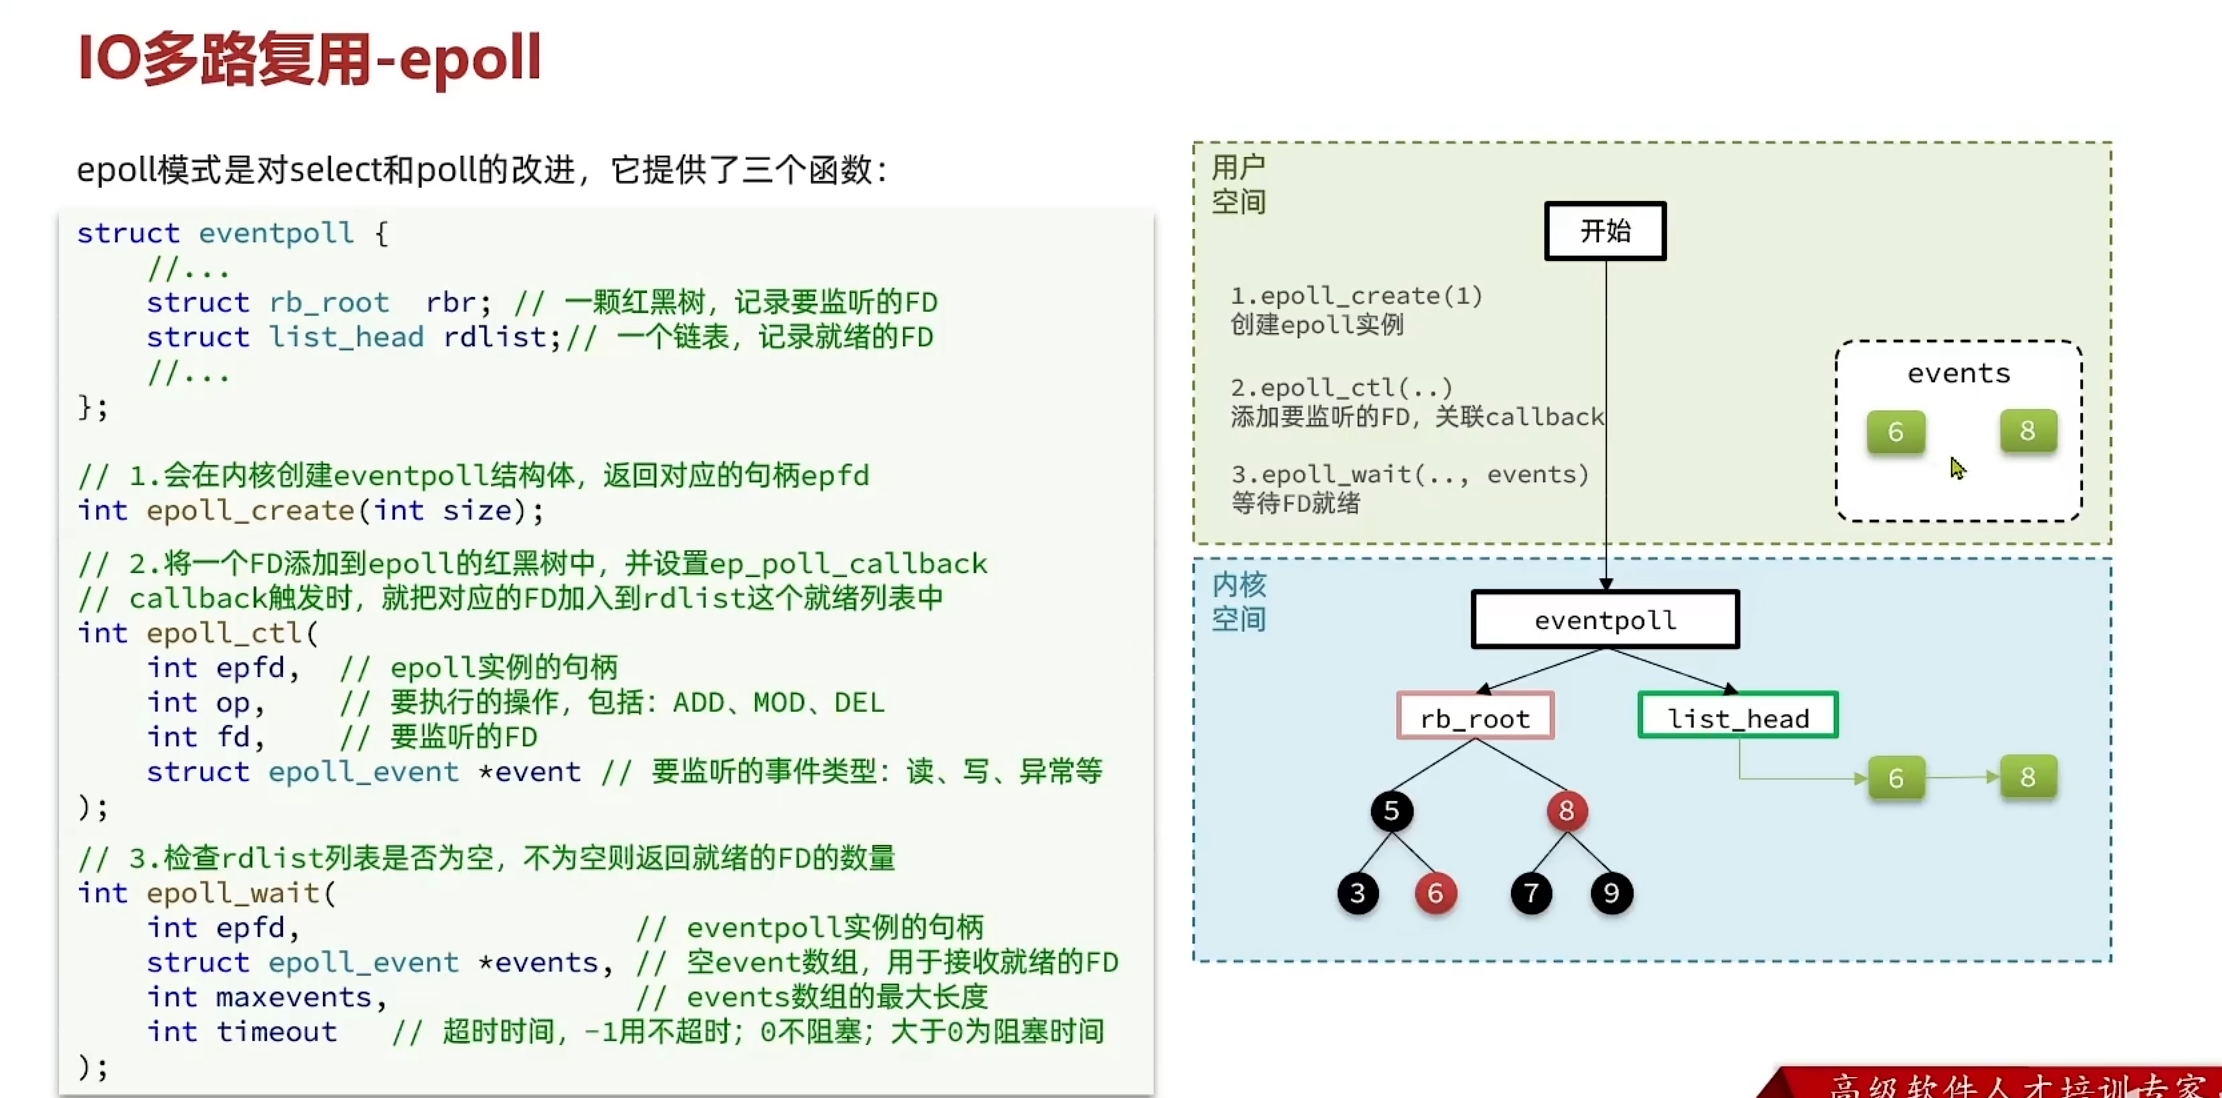 IO多路复用-epoll
epoll模式是对select和poll的改进，它提供了三个函数：
struct eventpoll {
//...
struct rb_root  rbr; // 一颗红黑树，记录要监听的FD
struct list_head rdlist;// 一个链表，记录就绪的FD
//...
};
// 1.会在内核创建eventpoll结构体，返回对应的句柄epfd
int epoll_create(int size);
// 2.将一个FD添加到epoll的红黑树中，并设置ep_poll_callback
// callback触发时，就把对应的FD加入到rdlist这个就绪列表中
int epoll_ctl(
int epfd,  // epoll实例的句柄
int op,    // 要执行的操作，包括：ADD、MOD、DEL
int fd,    // 要监听的FD
struct epoll_event *event // 要监听的事件类型：读、写、异常等
);
// 3.检查rdlist列表是否为空，不为空则返回就绪的FD的数量
int epoll_wait(
int epfd,                   // eventpoll实例的句柄
struct epoll_event *events, // 空event数组，用于接收就绪的FD
int maxevents,              // events数组的最大长度
int timeout   // 超时时间，-1用不超时；0不阻塞；大于0为阻塞时间
);
用户
空间
开始
1.epoll_create(1)
创建epoll实例
2.epoll_ctl(..)
添加要监听的FD，关联callback
3.epoll_wait(.., events)
等待FD就绪
events
6 8
内核
空间
eventpoll
rb_root list_head
6 8
5 8
3 6 7 9
高级软件人才培训专家